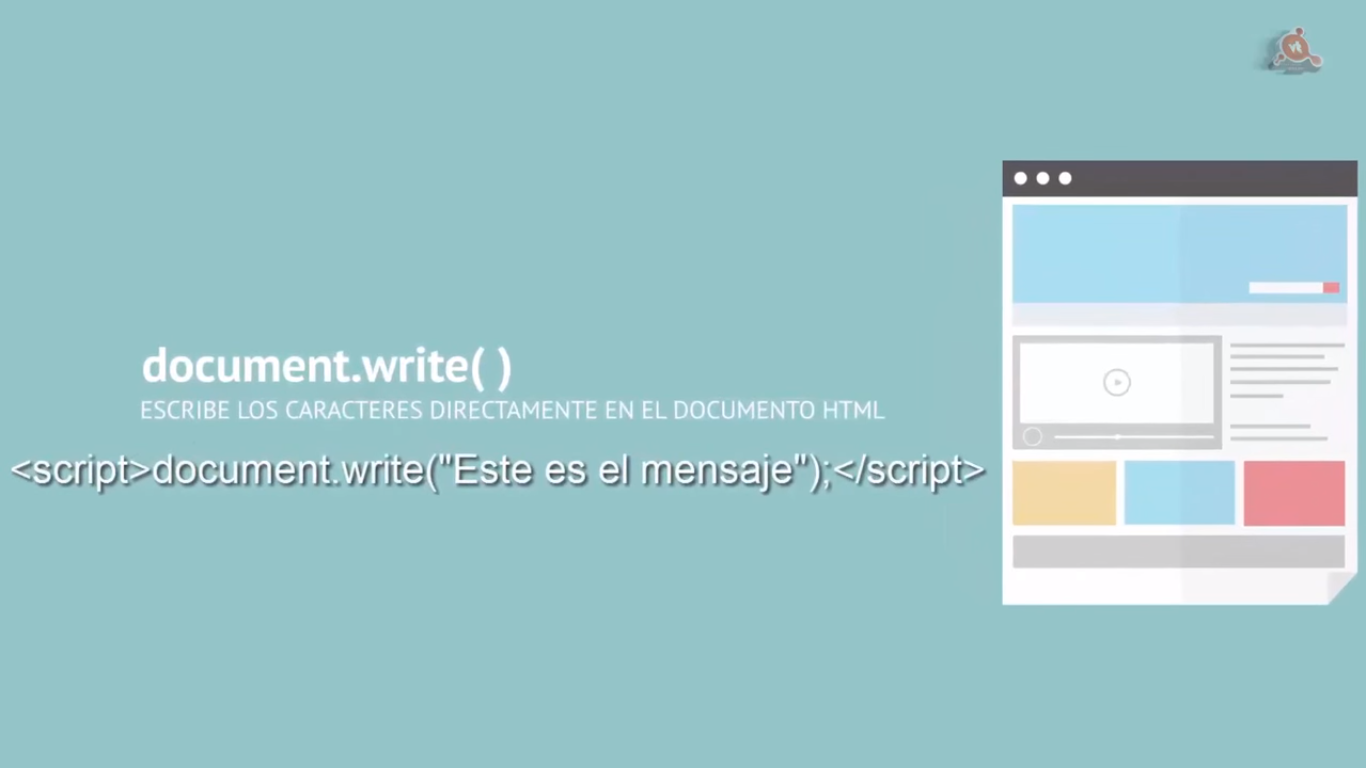 document.write( )
ESCRIBE LOS CARACTERES DIRECTAMENTE EN EL DOCUMENTO HTML
<script>document.write("Este es el mensaje");</script>